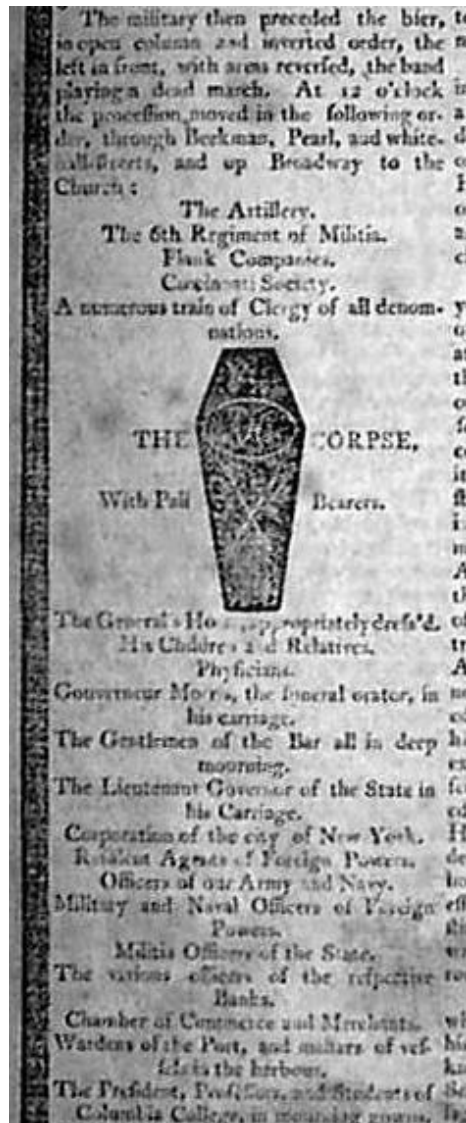 The military then preceded the bier,
in open column and inverted order, the
left in front, with arms reversed, the band
playing a dead march. At 12 o'clock
the procession moved in the following or-
der, through Beekman, Pearl, and white-
hall-streets, and up Broadway to the
Church:
The Artillery.
The 6th Regiment of Militia.
Flank Companies.
Cincinnati Society.
A numerous train of Clergy of all denom-
nations.
THE CORPSE,
With Pall Bearers.
The General's appropriately dress'd.
His Children and Relatives.
Physicians.
Gouverneur Morris, the funeral orator, in
his carriage.
The Gentlemen of the Bar all in deep
mourning.
The Lieutenant Governor of the State in
his Carriage.
Corporation of the city of New York.
Resident Agents of Foreign Powers.
Officers of our Army and Navy.
Military and Naval Officers of Foreign
Powers.
Militia Officers of the State.
The various officers of the respective
Banks.
Chamber of Commerce and Merchants.
Wardens of the Port, and masters of ves-
sels in the harbour.
The President, Professors, and Students of
Columbia College, in mourning gowns.